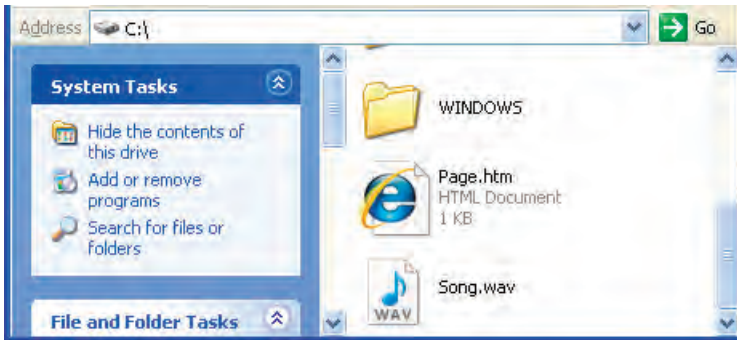 Address C:\ Go
System Tasks
Hide the contents of
this drive
Add or remove
programs
Search for files or
folders
File and Folder Tasks
WINDOWS
Page.htm
HTML Document
1 KB
Song.wav
WAV